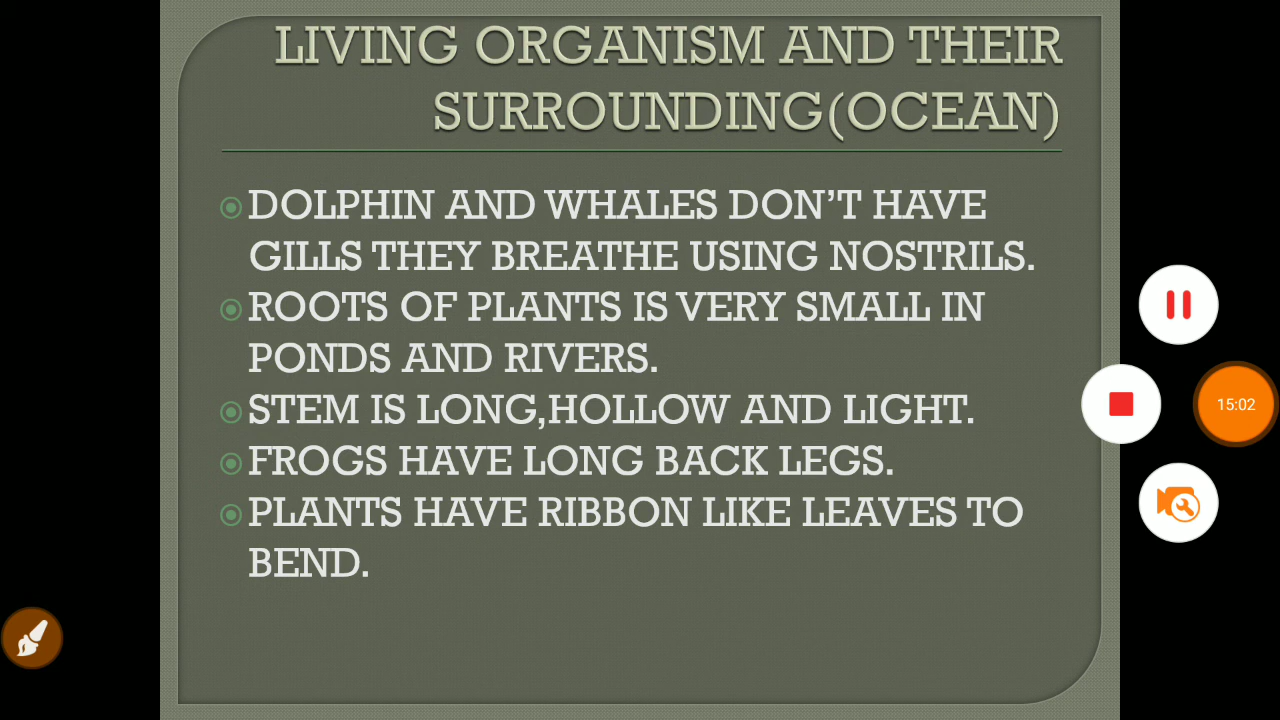 LIVING ORGANISM AND THEIR
SURROUNDING(OCEAN)
DOLPHIN AND WHALES DON'T HAVE
GILLS THEY BREATHE USING NOSTRILS.
ROOTS OF PLANTS IS VERY SMALL IN
PONDS AND RIVERS.
STEM IS LONG,HOLLOW AND LIGHT.
FROGS HAVE LONG BACK LEGS.
PLANTS HAVE RIBBON LIKE LEAVES TO
BEND.
15:02